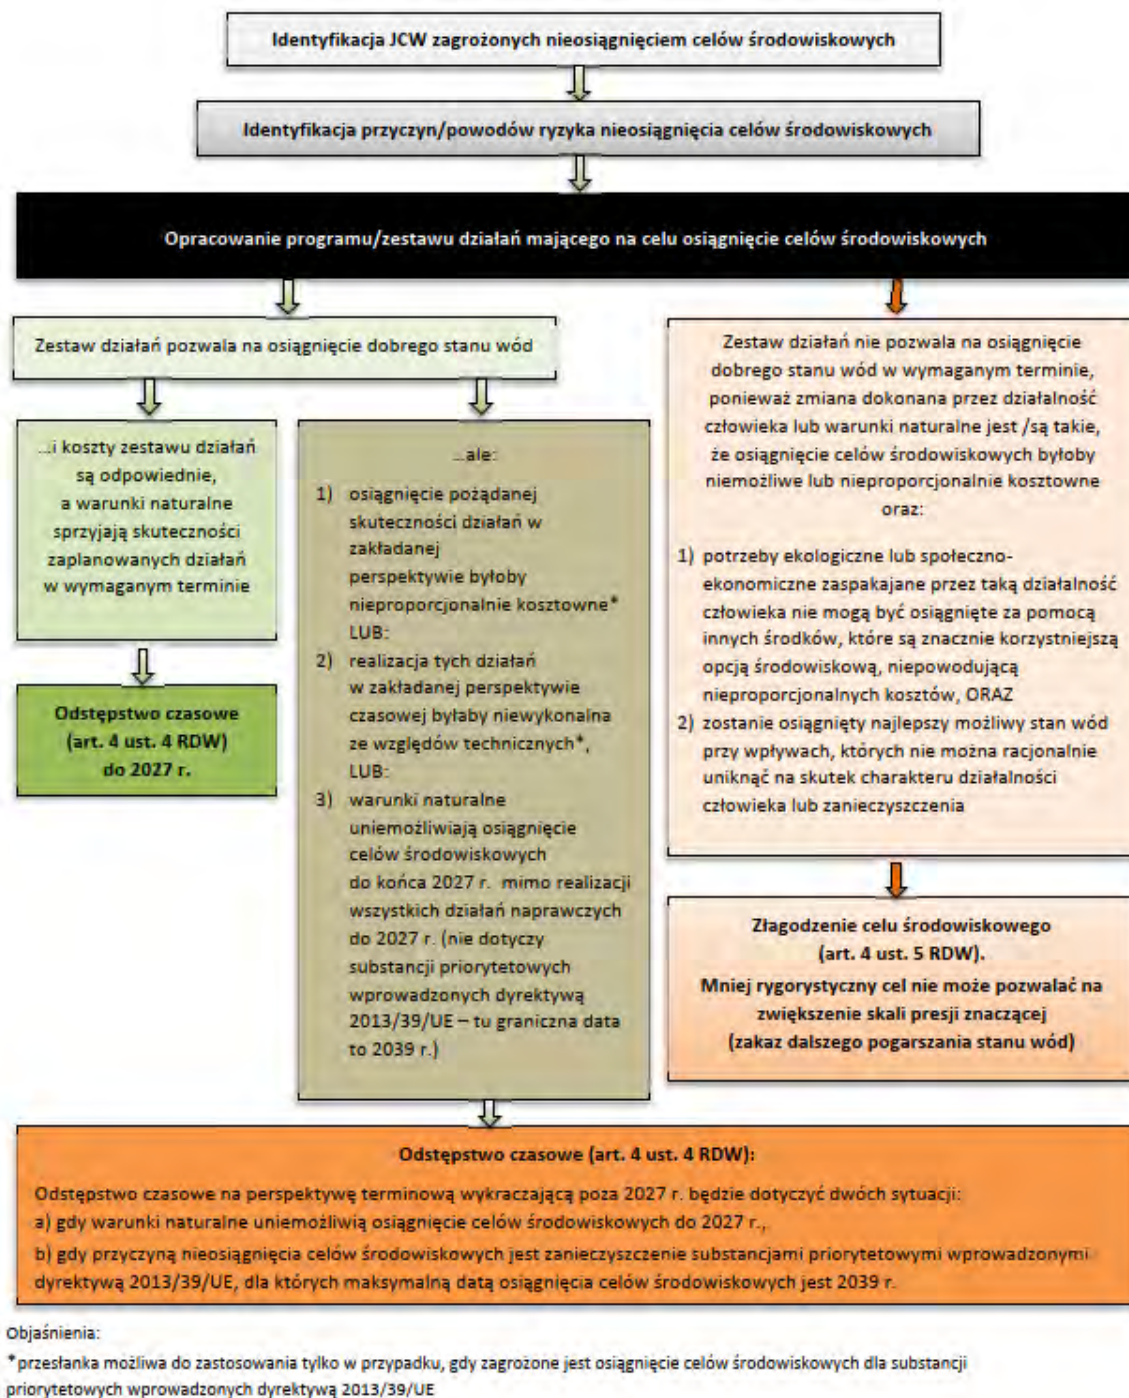 Identyfikacja JCW zagrożonych nieosiągnięciem celów środowiskowych
Identyfikacja przyczyn/powodów ryzyka nieosiągnięcia celów środowiskowych
Opracowanie programu/zestawu działań mającego na celu osiągnięcie celów środowiskowych
Zestaw działań pozwala na osiągnięcie dobrego stanu wód
...i koszty zestawu działań
są odpowiednie,
a warunki naturalne
sprzyjają skuteczności
zaplanowanych działań
w wymaganym terminie
Odstępstwo czasowe
(art. 4 ust. 4 RDW)
do 2027 r.
...ale:
1) osiągnięcie pożądanej
skuteczności działań w
zakładanej
perspektywie byłoby
nieproporcjonalnie kosztowne*
LUB:
2) realizacja tych działań
w zakładanej perspektywie
czasowej byłaby niewykonalna
ze względów technicznych*,
LUB:
3) warunki naturalne
uniemożliwiają osiągnięcie
celów środowiskowych
do końca 2027 r. mimo realizacji
wszystkich działań naprawczych
do 2027 r. (nie dotyczy
substancji priorytetowych
wprowadzonych dyrektywą
2013/39/UE – tu graniczna data
to 2039 r.)
Zestaw działań nie pozwala na osiągnięcie
dobrego stanu wód w wymaganym terminie,
ponieważ zmiana dokonana przez działalność
człowieka lub warunki naturalne jest /są takie,
że osiągnięcie celów środowiskowych byłoby
niemożliwe lub nieproporcjonalnie kosztowne
oraz:
1) potrzeby ekologiczne lub społeczno-
ekonomiczne zaspakajane przez taką działalność
człowieka nie mogą być osiągnięte za pomocą
innych środków, które są znacznie korzystniejszą
opcją środowiskową, niepowodującą
nieproporcjonalnych kosztów, ORAZ
2) zostanie osiągnięty najlepszy możliwy stan wód
przy wpływach, których nie można racjonalnie
uniknąć na skutek charakteru działalności
człowieka lub zanieczyszczenia
Złagodzenie celu środowiskowego
(art. 4 ust. 5 RDW).
Mniej rygorystyczny cel nie może pozwalać na
zwiększenie skali presji znaczącej
(zakaz dalszego pogarszania stanu wód)
Odstępstwo czasowe (art. 4 ust. 4 RDW):
Odstępstwo czasowe na perspektywę terminową wykraczającą poza 2027 r. będzie dotyczyć dwóch sytuacji:
a) gdy warunki naturalne uniemożliwią osiągnięcie celów środowiskowych do 2027 r.,
b) gdy przyczyną nieosiągnięcia celów środowiskowych jest zanieczyszczenie substancjami priorytetowymi wprowadzonymi
dyrektywą 2013/39/UE, dla których maksymalną datą osiągnięcia celów środowiskowych jest 2039 r.
Objaśnienia:
*przesłanka możliwa do zastosowania tylko w przypadku, gdy zagrożone jest osiągnięcie celów środowiskowych dla substancji
priorytetowych wprowadzonych dyrektywą 2013/39/UE